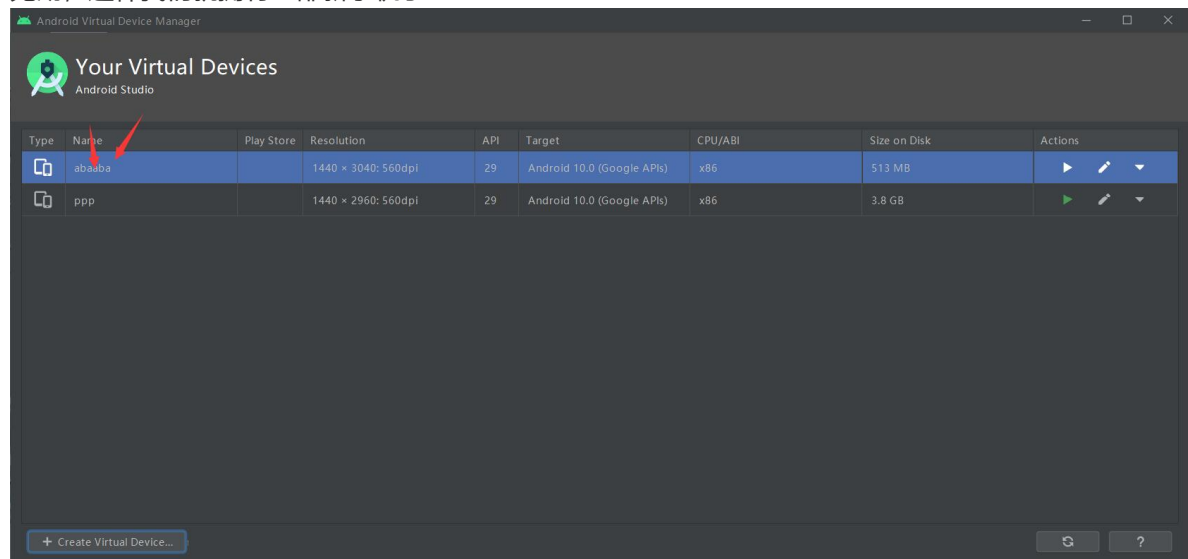 Android Virtual Device Manager
Your Virtual Devices
Android Studio
Type Name Play Store Resolution API Target CPU/ABI Size on Disk Actions
abaaba 1440 × 3040: 560dpi 29 Android 10.0 (Google APIs) x86 513 MB
ppp 1440 × 2960: 560dpi 29 Android 10.0 (Google APIs) x86 3.8 GB
+ Create Virtual Device... ?